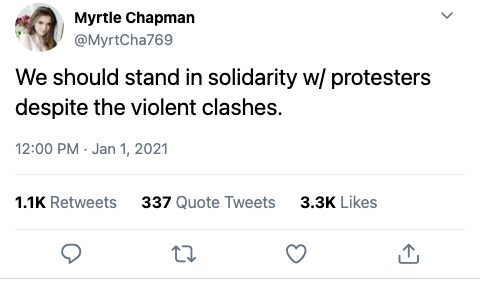 Myrtle Chapman
@MyrtCha769
We should stand in solidarity w/ protesters
despite the violent clashes.
12:00 PM · Jan 1, 2021
1.1K Retweets 337 Quote Tweets 3.3K Likes